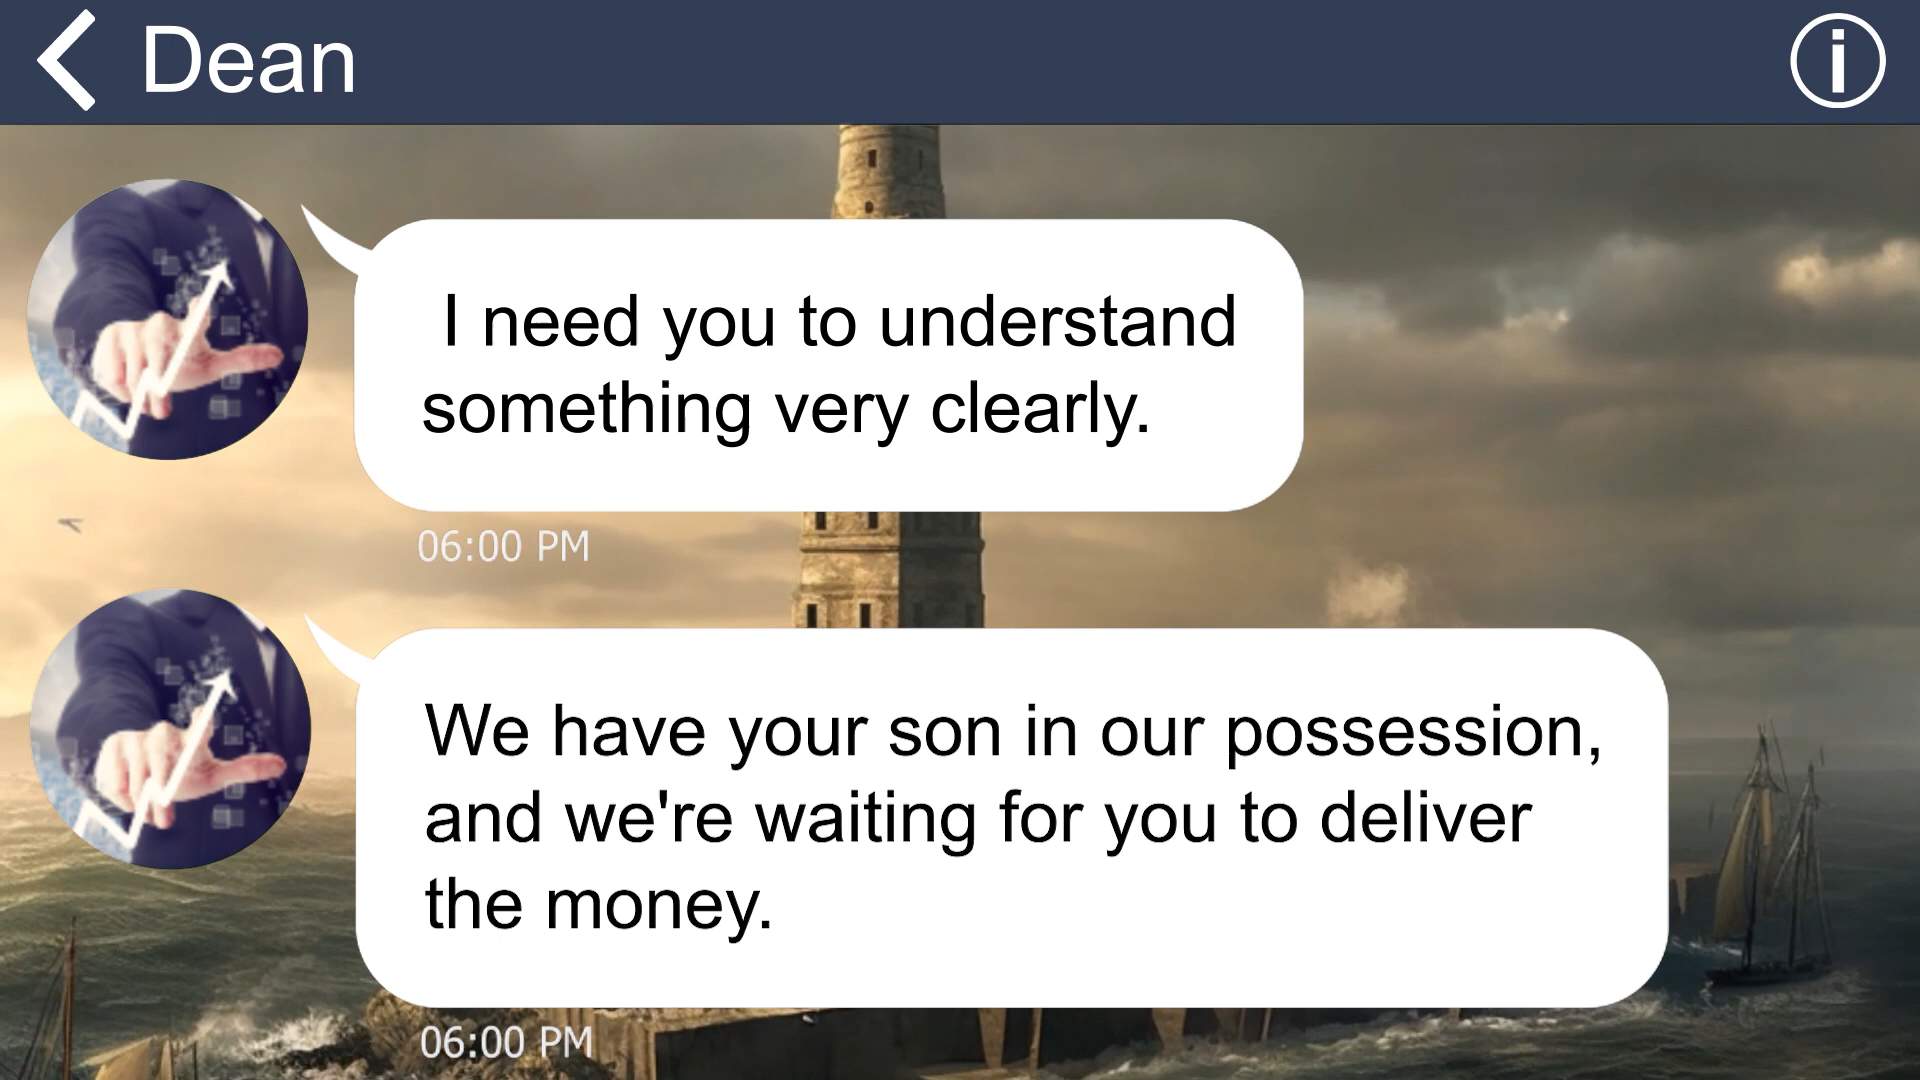 Dean
I need you to understand
something very clearly.
06:00 PM
We have your son in our possession,
and we're waiting for you to deliver
the money.
06:00 PM